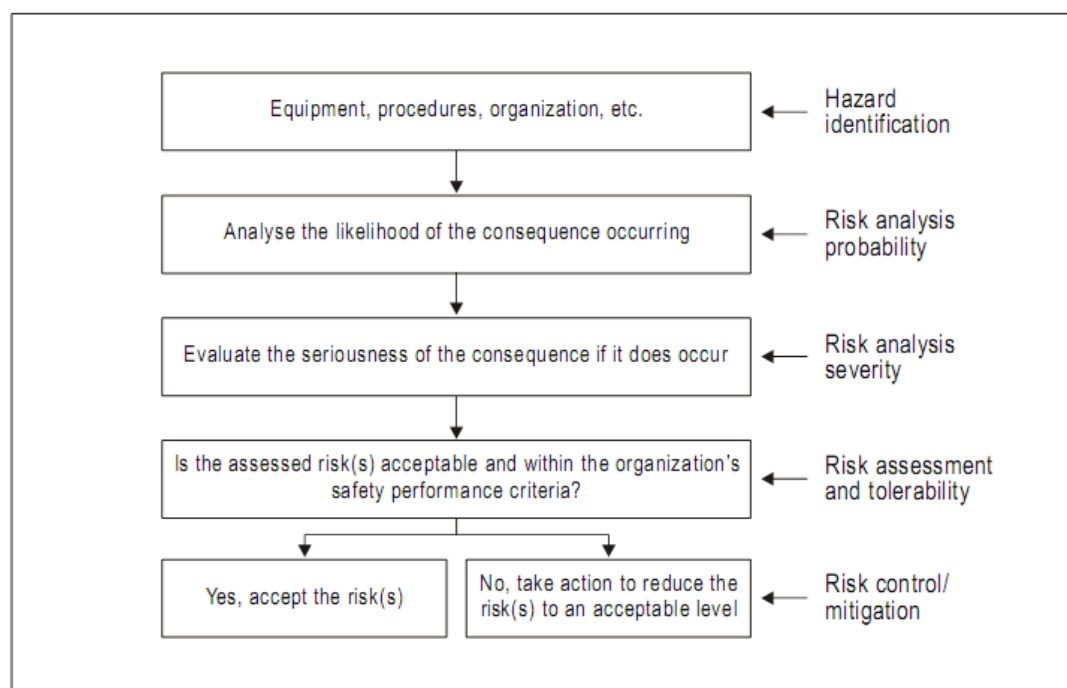 Equipment, procedures, organization, etc.
Hazard
identification
Analyse the likelihood of the consequence occurring
Risk analysis
probability
Evaluate the seriousness of the consequence if it does occur
Risk analysis
severity
Is the assessed risk(s) acceptable and within the organization's
safety performance criteria?
Risk assessment
and tolerability
Yes, accept the risk(s)
No, take action to reduce the
risk(s) to an acceptable level
Risk control/
mitigation